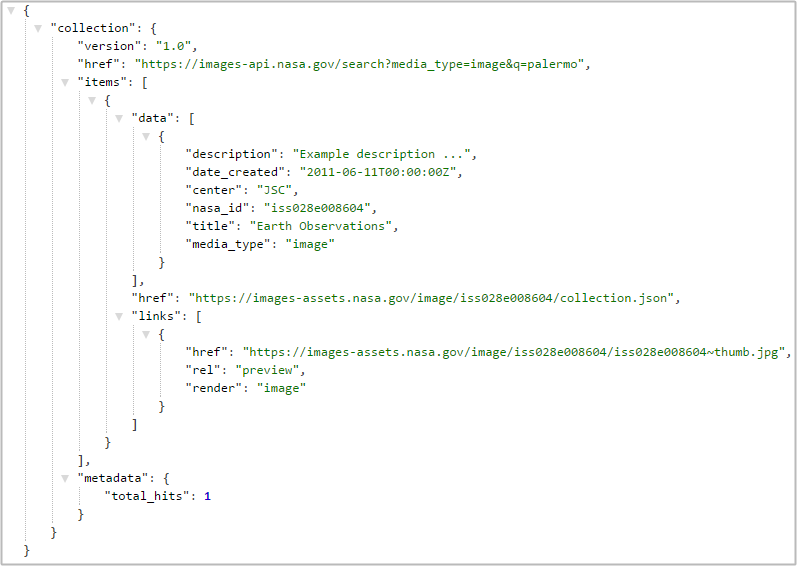 {
"collection": {
"version": "1.0",
"href": "https://images-api.nasa.gov/search?media_type=image&q=palermo",
"items": [
{
"data": [
{
"description": "Example description ...",
"date_created": "2011-06-11T00:00:00Z",
"center": "JSC",
"nasa_id": "iss028e008604",
"title": "Earth Observations",
"media_type": "image"
}
],
"href": "https://images-assets.nasa.gov/image/iss028e008604/collection.json",
"links": [
{
"href": "https://images-assets.nasa.gov/image/iss028e008604/iss028e008604~thumb.jpg",
"rel": "preview",
"render": "image"
}
]
}
],
"metadata": {
"total_hits": 1
}
}
}